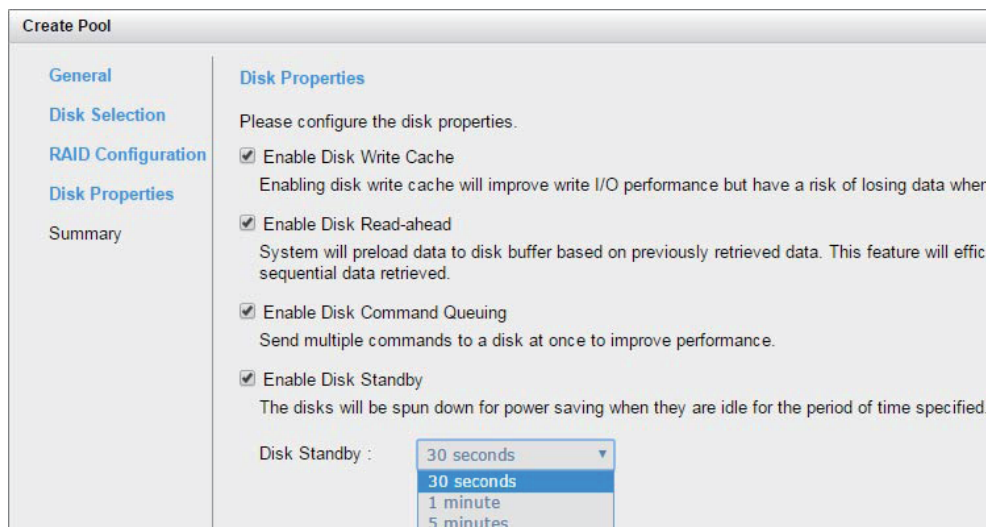 Create Pool
General
Disk Selection
RAID Configuration
Disk Properties
Summary
Disk Properties
Please configure the disk properties.
Enable Disk Write Cache
Enabling disk write cache will improve write I/O performance but have a risk of losing data when
Enable Disk Read-ahead
System will preload data to disk buffer based on previously retrieved data. This feature will effic
sequential data retrieved.
Enable Disk Command Queuing
Send multiple commands to a disk at once to improve performance.
Enable Disk Standby
The disks will be spun down for power saving when they are idle for the period of time specified.
Disk Standby : 30 seconds
30 seconds
1 minute
5 minutes